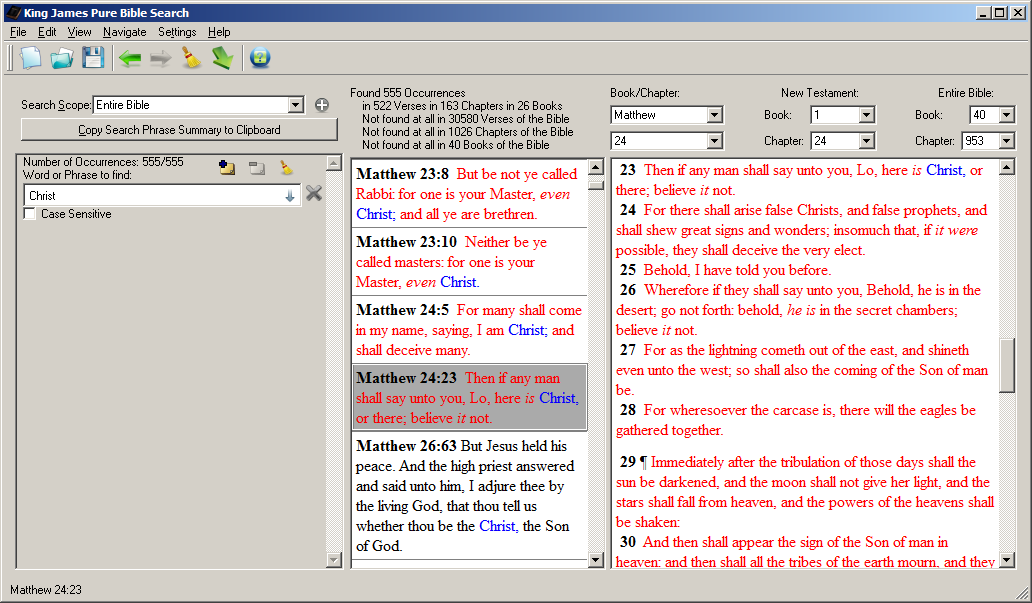 King James Pure Bible Search
File Edit View Navigate Settings Help
Search Scope: Entire Bible
Copy Search Phrase Summary to Clipboard
Number of Occurrences: 555/555
Word or Phrase to find:
Christ
Case Sensitive
Found 555 Occurrences
in 522 Verses in 163 Chapters in 26 Books
Not found at all in 30580 Verses of the Bible
Not found at all in 1026 Chapters of the Bible
Not found at all in 40 Books of the Bible
Matthew 23:8 But be not ye called
Rabbi: for one is your Master, even
Christ; and all ye are brethren.
Matthew 23:10 Neither be ye
called masters: for one is your
Master, even Christ.
Matthew 24:5 For many shall come
in my name, saying, I am Christ; and
shall deceive many.
Matthew 24:23 Then if any man
shall say unto you, Lo, here is Christ,
or there; believe it not.
Matthew 26:63 But Jesus held his
peace. And the high priest answered
and said unto him, I adjure thee by
the living God, that thou tell us
whether thou be the Christ, the Son
of God.
Book/Chapter: New Testament: Entire Bible:
Matthew Book: 1 Book: 40
24 Chapter: 24 Chapter: 953
23 Then if any man shall say unto you, Lo, here is Christ, or
there; believe it not.
24 For there shall arise false Christs, and false prophets, and
shall shew great signs and wonders; insomuch that, if it were
possible, they shall deceive the very elect.
25 Behold, I have told you before.
26 Wherefore if they shall say unto you, Behold, he is in the
desert; go not forth: behold, he is in the secret chambers;
believe it not.
27 For as the lightning cometh out of the east, and shineth
even unto the west; so shall also the coming of the Son of man
be.
28 For wheresoever the carcase is, there will the eagles be
gathered together.
29 ¶ Immediately after the tribulation of those days shall the
sun be darkened, and the moon shall not give her light, and the
stars shall fall from heaven, and the powers of the heavens shall
be shaken:
30 And then shall appear the sign of the Son of man in
heaven: and then shall all the tribes of the earth mourn, and they
Matthew 24:23